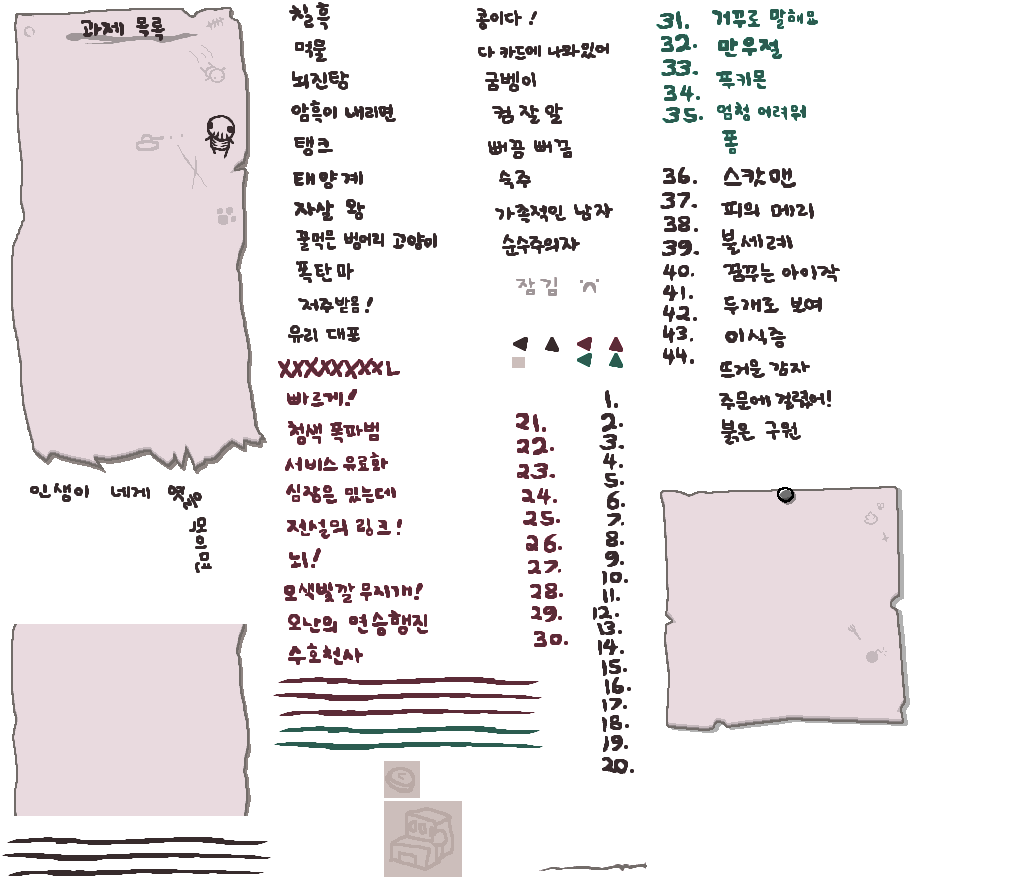 과제 목록
인생이 네게 엿을 먹이면
칠흑
먹물
뇌진탕
암흑이 내리면
탱크
태양계
자살 왕
꿀먹은 벙어리 고양이
폭탄마
저주받음!
유리 대포
XXXXXXXXL
빠르게!
청색 폭파범
서비스 유료화
심장은 있는데
전설의 링크!
뇌!
오색빛깔 무지개!
오난의 연승행진
수호천사
콩이다!
다 카드에 나와있어
굼벵이
컴 잘 알
뻐끔 뻐끔
숙주
가족적인 남자
순수주의자
잠김
21.
22.
23.
24.
25.
26.
27.
28.
29.
30.
1.
2.
3.
4.
5.
6.
7.
8.
9.
10.
11.
12.
13.
14.
15.
16.
17.
18.
19.
20.
31.
32.
33.
34.
35.
36.
37.
38.
39.
40.
41.
42.
43.
44.
거꾸로 말해요
만우절
푸키몬
엄청 어려워
폼
스캇맨
피의 메리
불세례
꿈꾸는 아이작
두개로 보여
이식증
뜨거운 감자
주문에 걸렸어!
붉은 구원